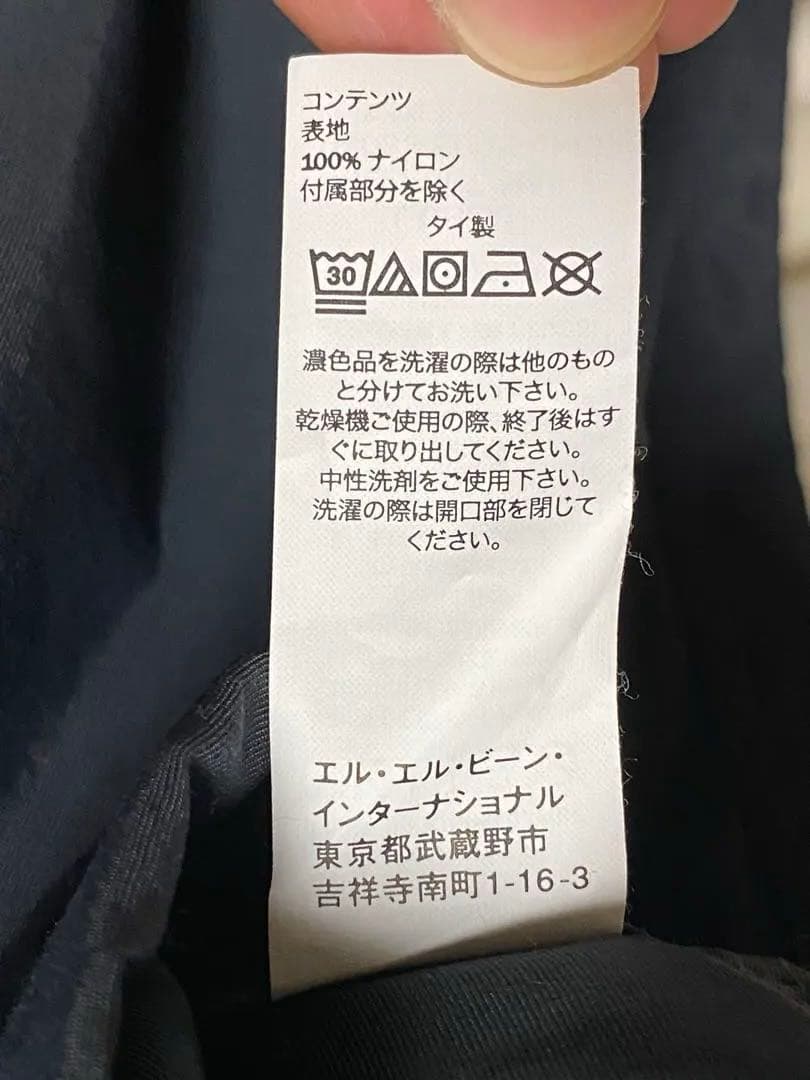 コンテンツ
表地
100% ナイロン
付属部分を除く
タイ製
30
濃色品を洗濯の際は他のもの
と分けてお洗い下さい。
乾燥機ご使用の際、終了後はす
ぐに取り出してください。
中性洗剤をご使用下さい。
洗濯の際は開口部を閉じて
ください。
エル・エル・ビーン・
インターナショナル
東京都武蔵野市
吉祥寺南町1-16-3